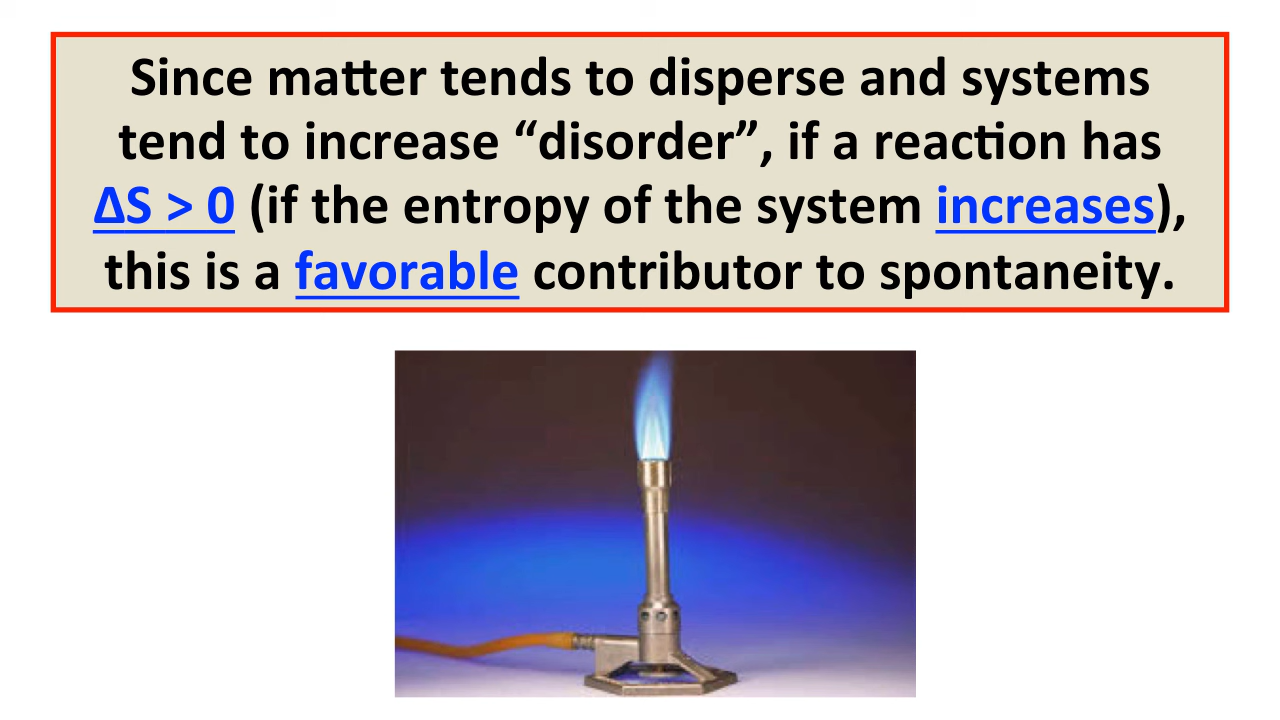 Since matter tends to disperse and systems
tend to increase “disorder”, if a reaction has
ΔS > 0 (if the entropy of the system increases),
this is a favorable contributor to spontaneity.